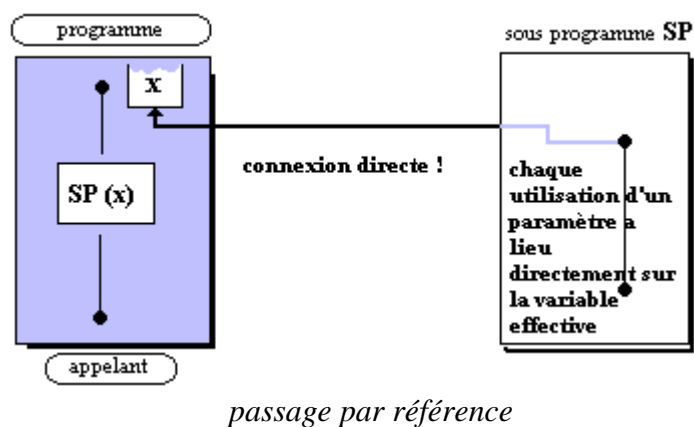 programme
x
SP (x)
appelant
connexion directe !
sous programme SP
chaque
utilisation d'un
paramètre a
lieu
directement sur
la variable
effective
passage par référence